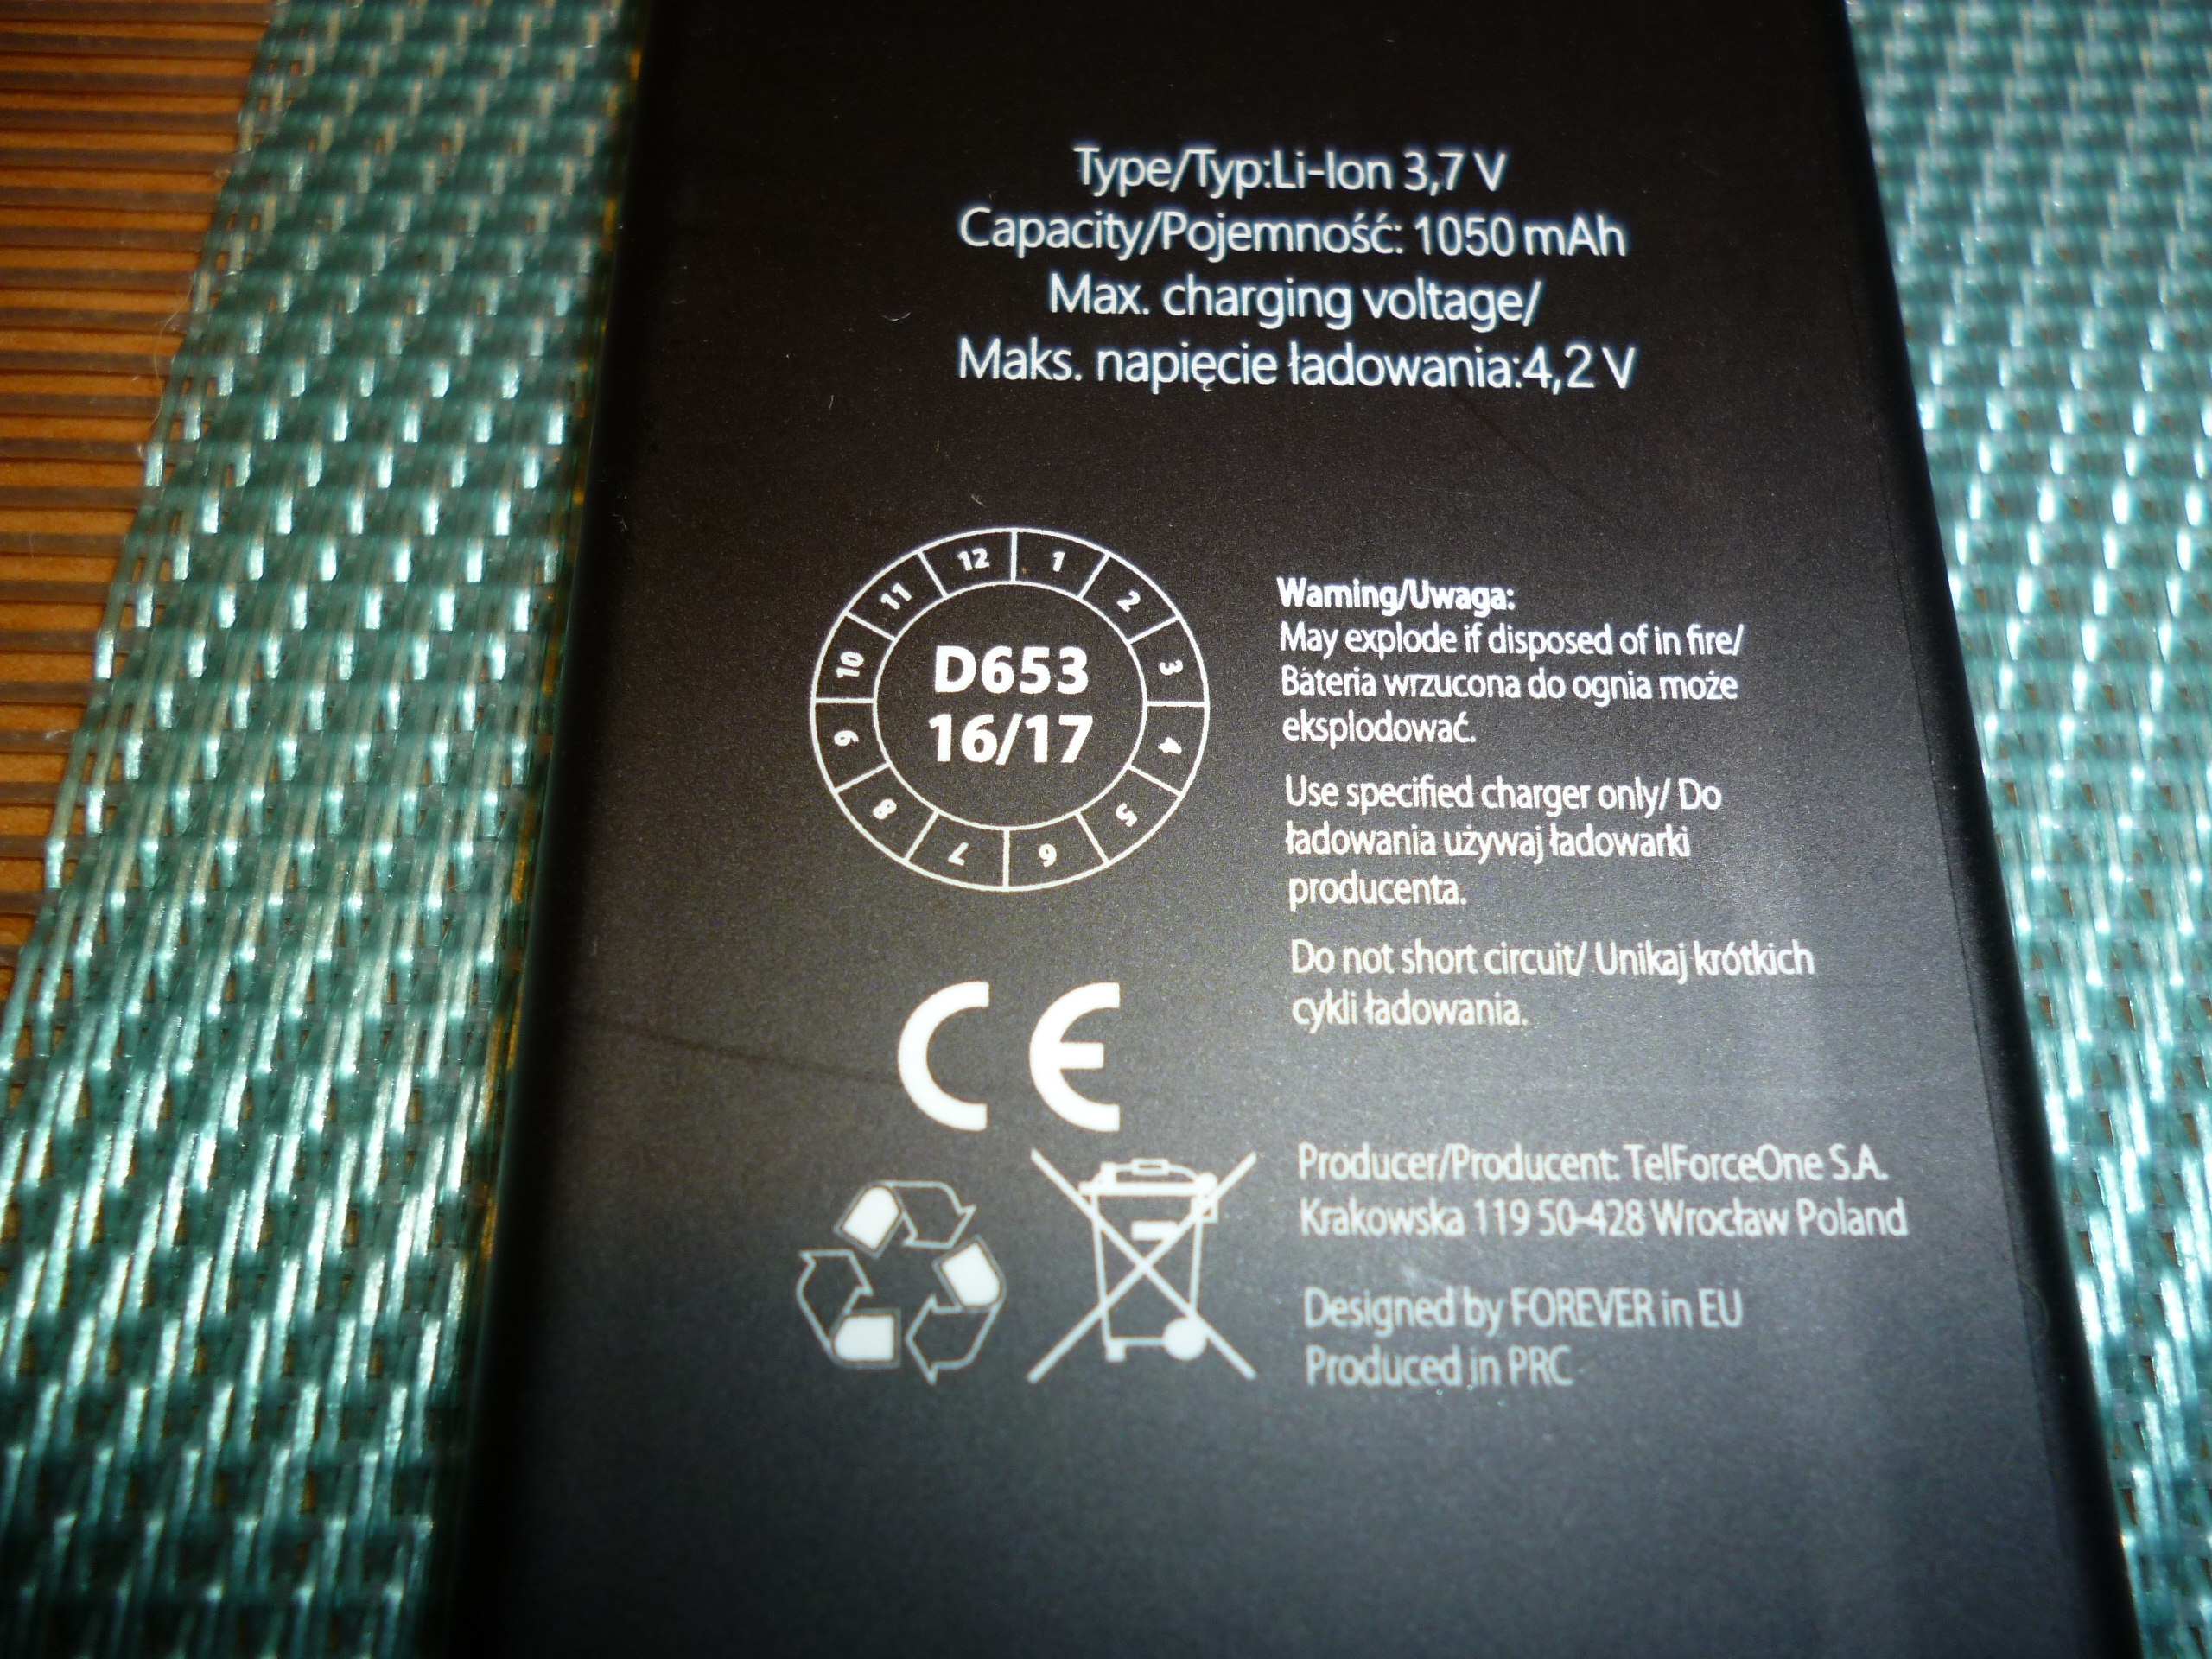 Type/Typ:Li-Ion 3,7 V
Capacity/Pojemność: 1050 mAh
Max. charging voltage/
Maks. napięcie ładowania:4,2 V
12 1 2 3 4 5 6 7 8 9 10 11
D653
16/17
Warning/Uwaga:
May explode if disposed of in fire/
Bateria wrzucona do ognia może
eksplodować.
Use specified charger only/ Do
ładowania używaj ładowarki
producenta.
Do not short circuit/ Unikaj krótkich
cykli ładowania.
CE
Producer/Producent: TelForceOne S.A.
Krakowska 119 50-428 Wrocław Poland
Designed by FOREVER in EU
Produced in PRC